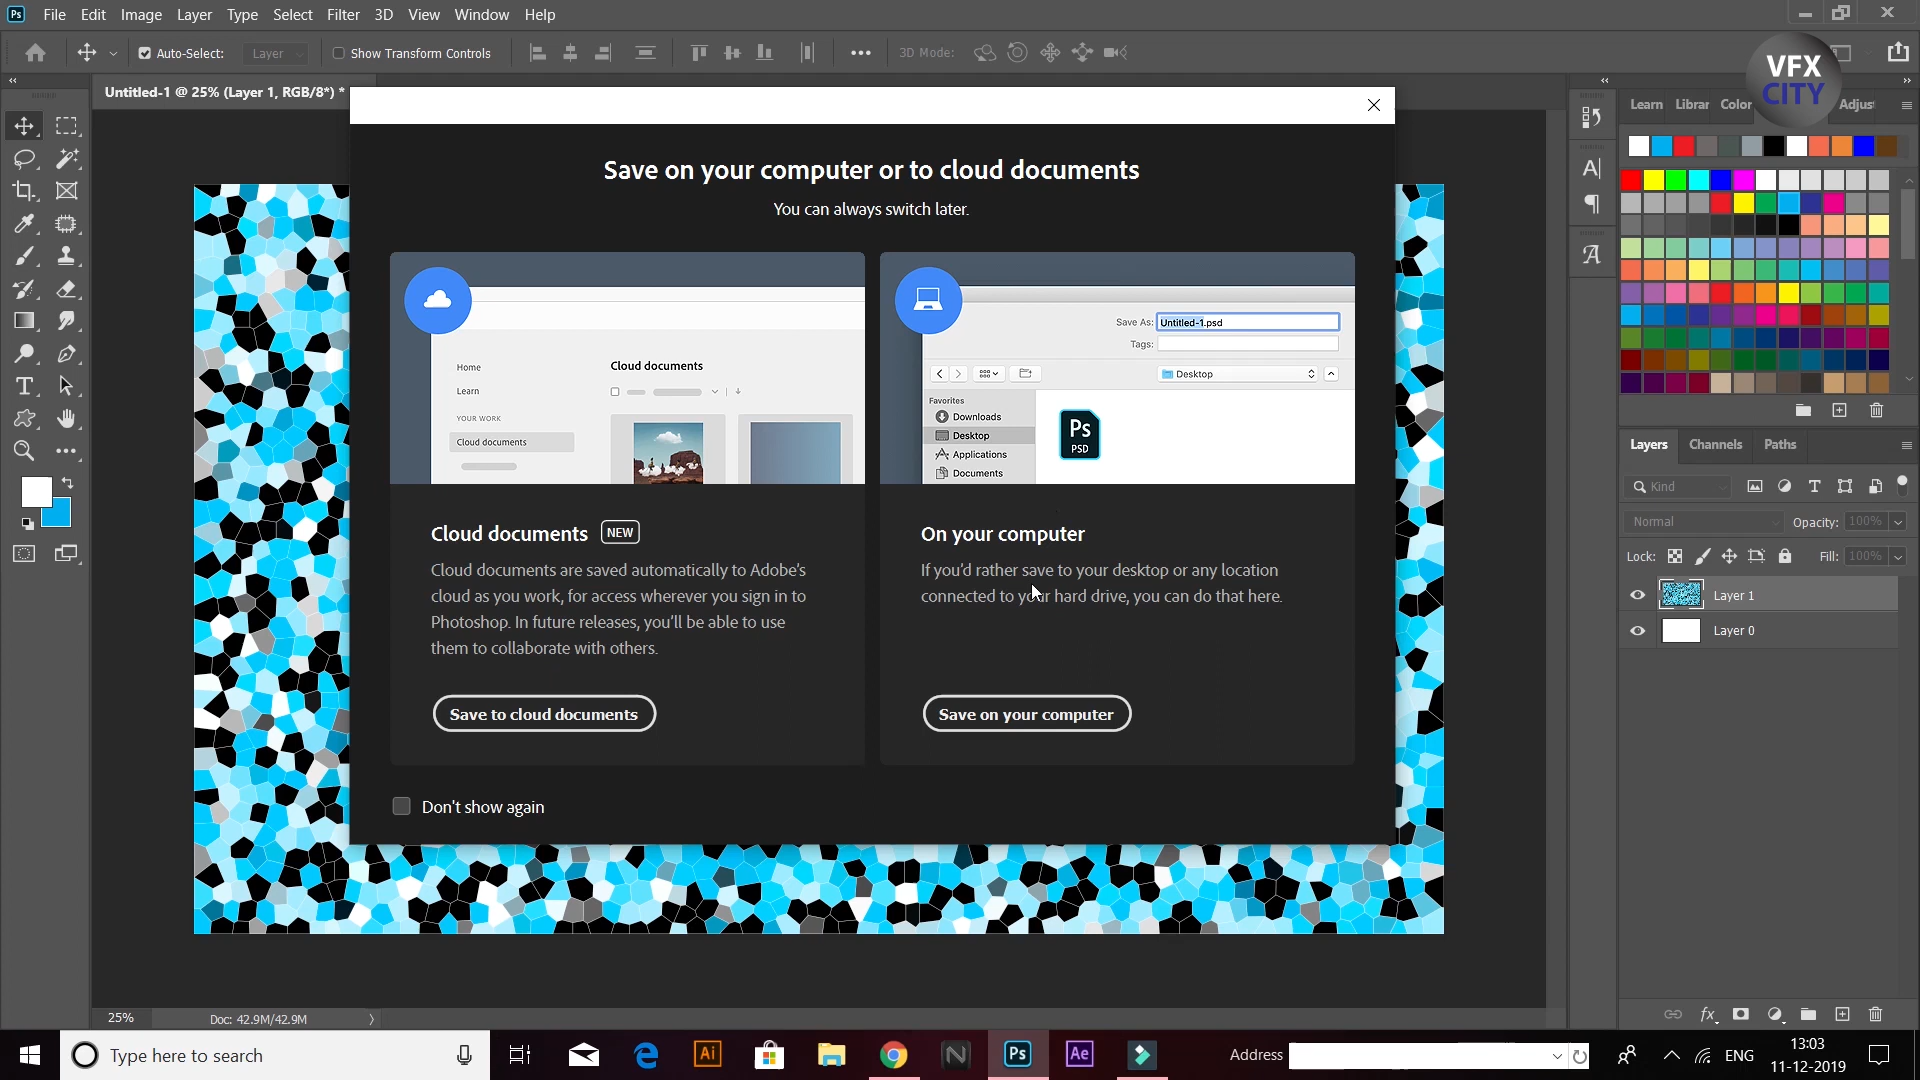 Ps File Edit Image Layer Type Select Filter 3D View Window Help
Auto-Select: Layer Show Transform Controls 3D Mode:
VFX
CITY
Untitled-1 @ 25% (Layer 1, RGB/8*) *
Learn Librar Color Adjus
Save on your computer or to cloud documents
You can always switch later.
Cloud documents
Home
Learn
YOUR WORK
Cloud documents
Save As: Untitled-1.psd
Tags:
Desktop
Favorites
Downloads
Desktop
Applications
Documents
Ps
PSD
Cloud documents NEW
Cloud documents are saved automatically to Adobe's
cloud as you work, for access wherever you sign in to
Photoshop. In future releases, you'll be able to use
them to collaborate with others.
Save to cloud documents
On your computer
If you'd rather save to your desktop or any location
connected to your hard drive, you can do that here.
Save on your computer
Don't show again
Layers Channels Paths
Kind
Normal Opacity: 100%
Lock: Fill: 100%
Layer 1
Layer 0
25% Doc: 42.9M/42.9M
Type here to search
Ai
Ps
Ae
Address
ENG
13:03
11-12-2019